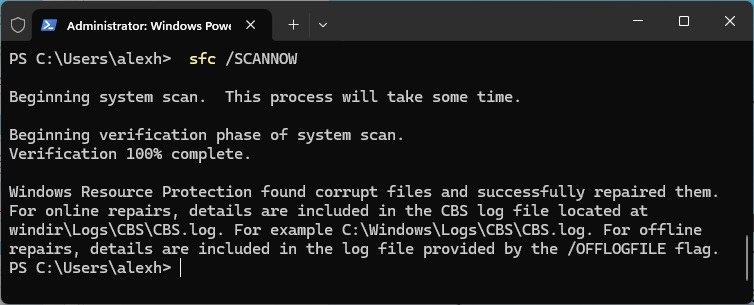 Administrator: Windows Powe
PS C:\Users\alexh>  sfc /SCANNOW
Beginning system scan.  This process will take some time.
Beginning verification phase of system scan.
Verification 100% complete.
Windows Resource Protection found corrupt files and successfully repaired them.
For online repairs, details are included in the CBS log file located at
windir\Logs\CBS\CBS.log. For example C:\Windows\Logs\CBS\CBS.log. For offline
repairs, details are included in the log file provided by the /OFFLOGFILE flag.
PS C:\Users\alexh>